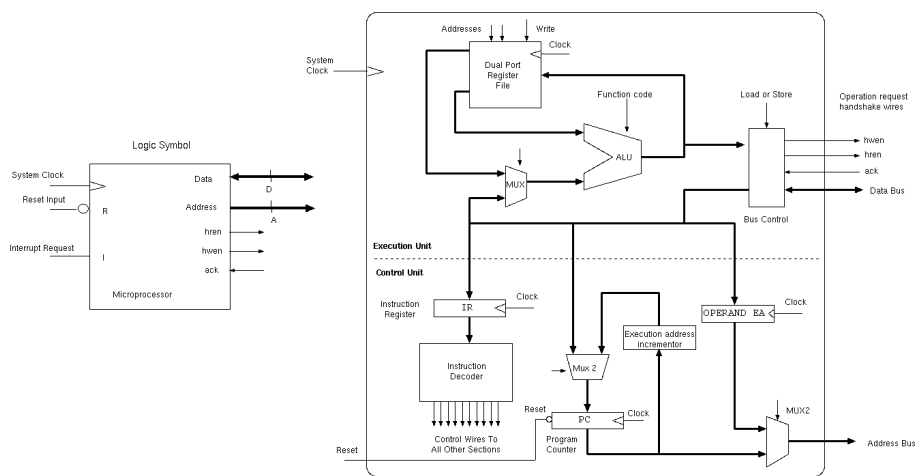 Logic Symbol
System Clock
Reset Input
R
Interrupt Request
I
Data
D
Address
A
hren
hwen
ack
Microprocessor
System
Clock
Addresses
Write
Clock
Dual Port
Register
File
Function code
ALU
MUX
Load or Store
Operation request
handshake wires
hwen
hren
ack
Data Bus
Bus Control
Execution Unit
Control Unit
Instruction
Register
IR
Clock
Instruction
Decoder
Control Wires To
All Other Sections
Mux 2
Execution address
incrementor
OPERAND EA
Clock
Reset
PC
Clock
Program
Counter
MUX2
Address Bus
Reset